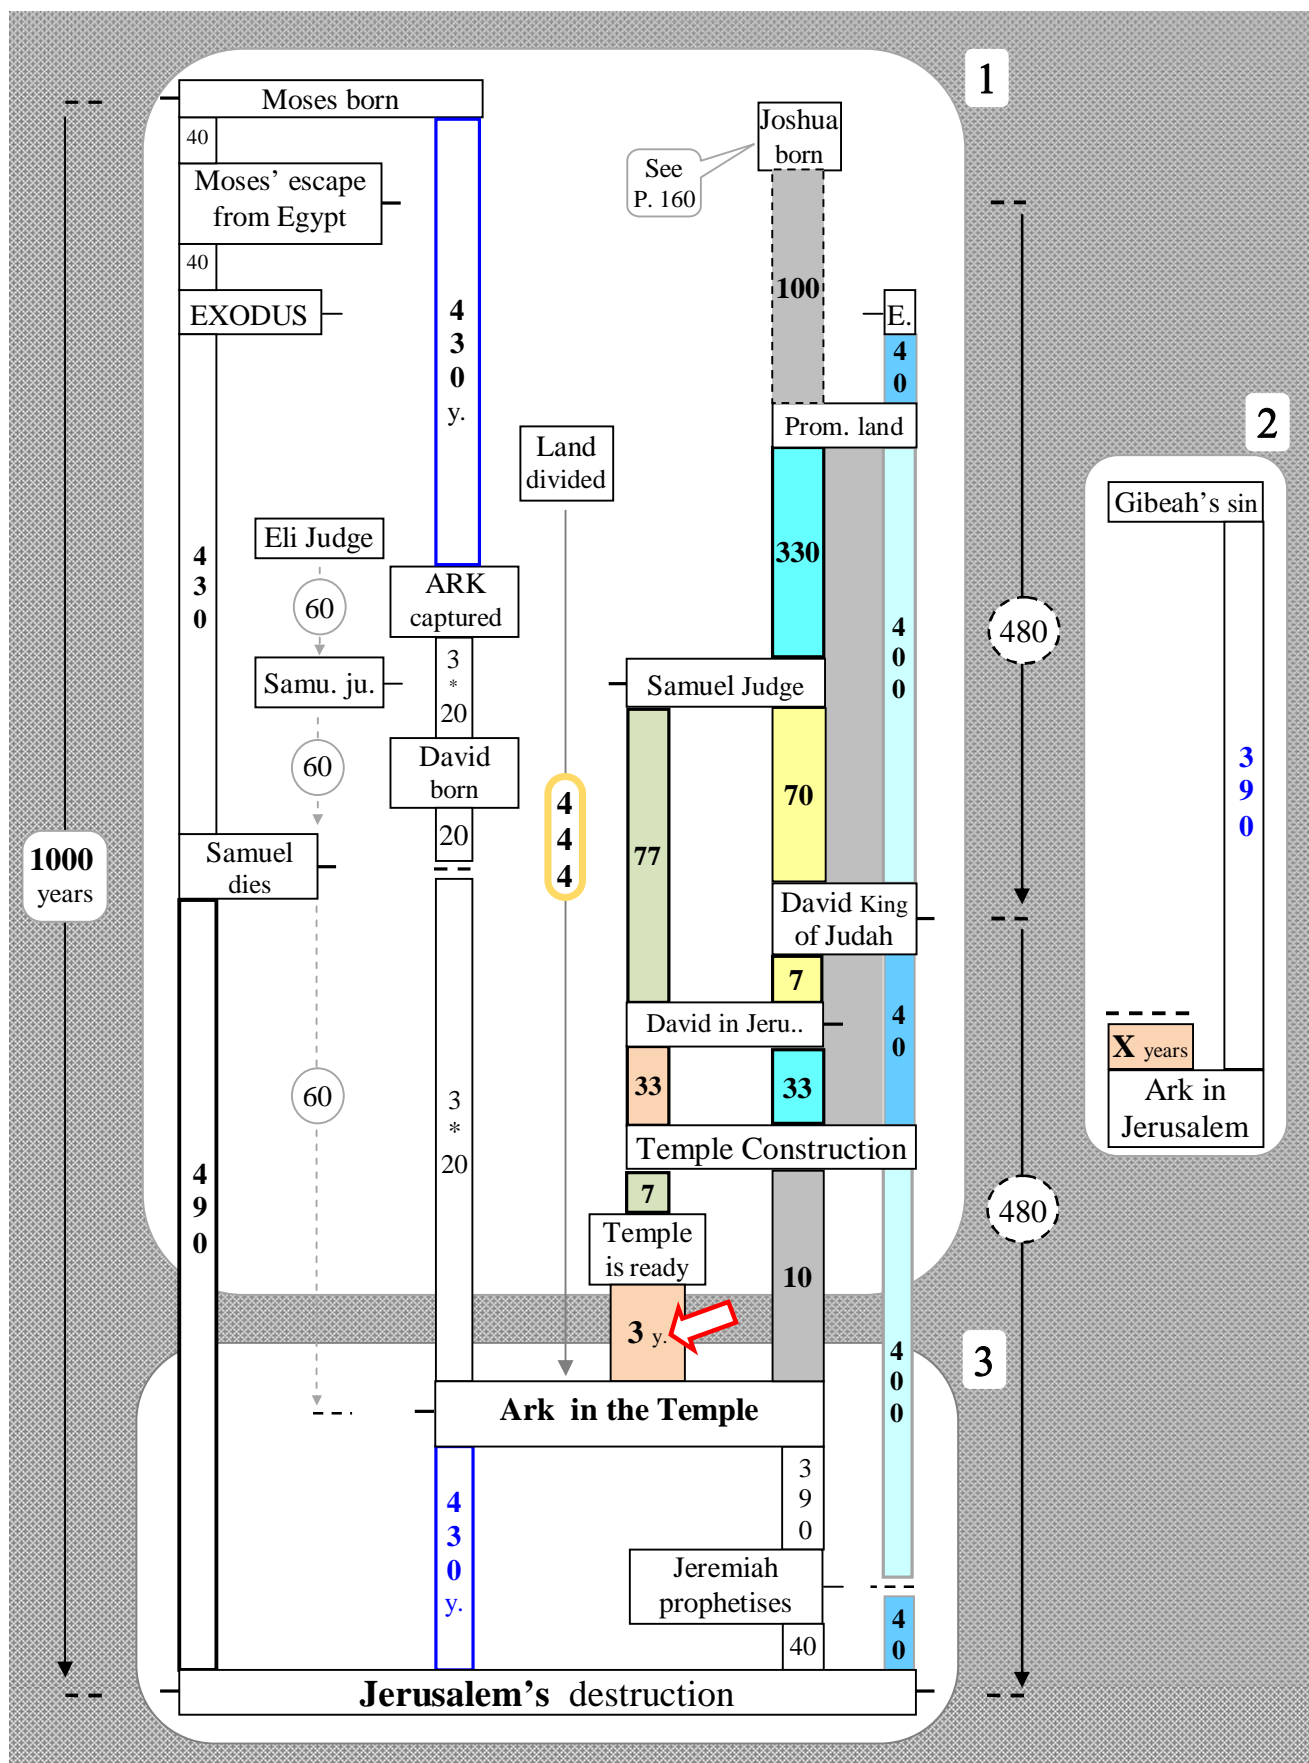 1
Moses born
40
Moses’ escape
from Egypt
40
EXODUS
4
3
0
Samuel
dies
4
9
0
1000
years
4
3
0
y.
ARK
captured
3
*
20
David
born
20
3
*
20
Eli Judge
60
Samu. ju.
60
60
Land
divided
4
4
4
See
P. 160
Joshua
born
100
E.
4
0
Prom. land
330
4
0
0
Samuel Judge
77
70
David King
of Judah
7
4
0
David in Jeru..
33
33
Temple Construction
7
Temple
is ready
10
3 y.
4
0
0
480
480
2
Gibeah’s sin
3
9
0
X years
Ark in
Jerusalem
3
Ark in the Temple
4
3
0
y.
3
9
0
Jeremiah
prophetises
40
4
0
Jerusalem’s destruction